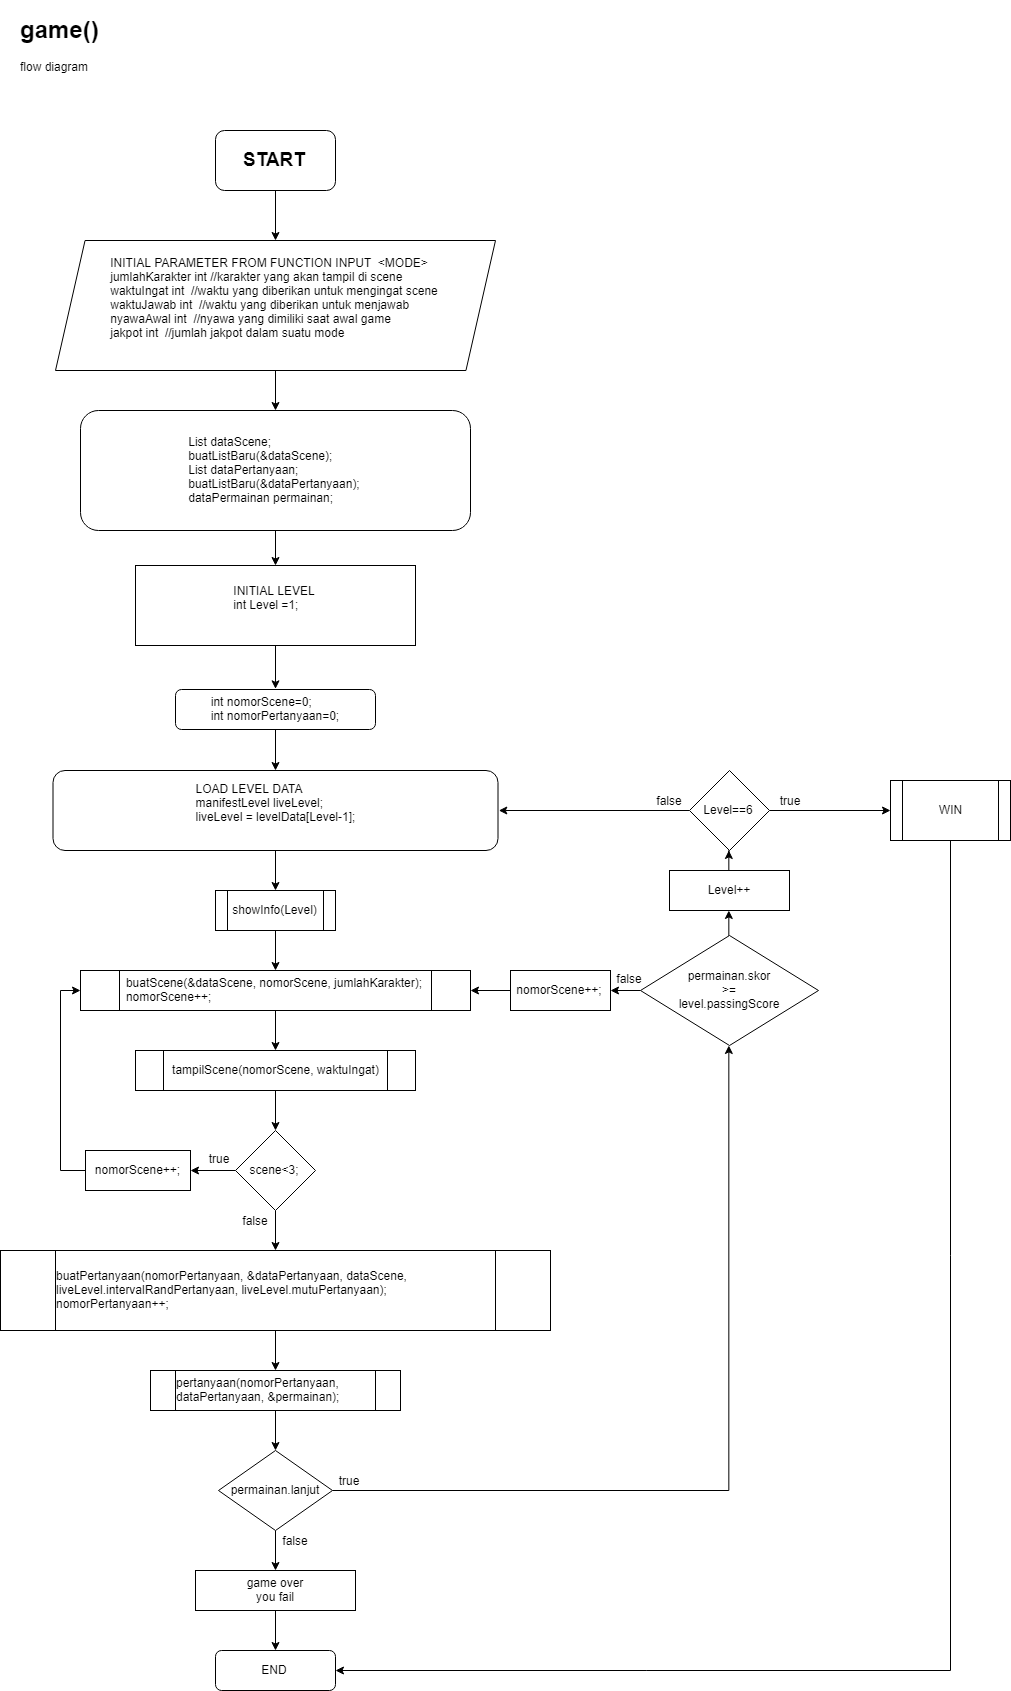 game()
flow diagram
START
INITIAL PARAMETER FROM FUNCTION INPUT <MODE>
jumlahKarakter int //karakter yang akan tampil di scene
waktuIngat int //waktu yang diberikan untuk mengingat scene
waktuJawab int //waktu yang diberikan untuk menjawab
nyawaAwal int //nyawa yang dimiliki saat awal game
jakpot int //jumlah jakpot dalam suatu mode
List dataScene;
buatListBaru(&dataScene);
List dataPertanyaan;
buatListBaru(&dataPertanyaan);
dataPermainan permainan;
INITIAL LEVEL
int Level =1;
int nomorScene=0;
int nomorPertanyaan=0;
LOAD LEVEL DATA
manifestLevel liveLevel;
liveLevel = levelData[Level-1];
false
Level==6
true
WIN
Level++
showInfo(Level)
buatScene(&dataScene, nomorScene, jumlahKarakter);
nomorScene++;
nomorScene++;
false
permainan.skor
>=
level.passingScore
tampilScene(nomorScene, waktuIngat)
nomorScene++;
true
scene<3;
false
buatPertanyaan(nomorPertanyaan, &dataPertanyaan, dataScene,
liveLevel.intervalRandPertanyaan, liveLevel.mutuPertanyaan);
nomorPertanyaan++;
pertanyaan(nomorPertanyaan,
dataPertanyaan, &permainan);
permainan.lanjut
true
false
game over
you fail
END